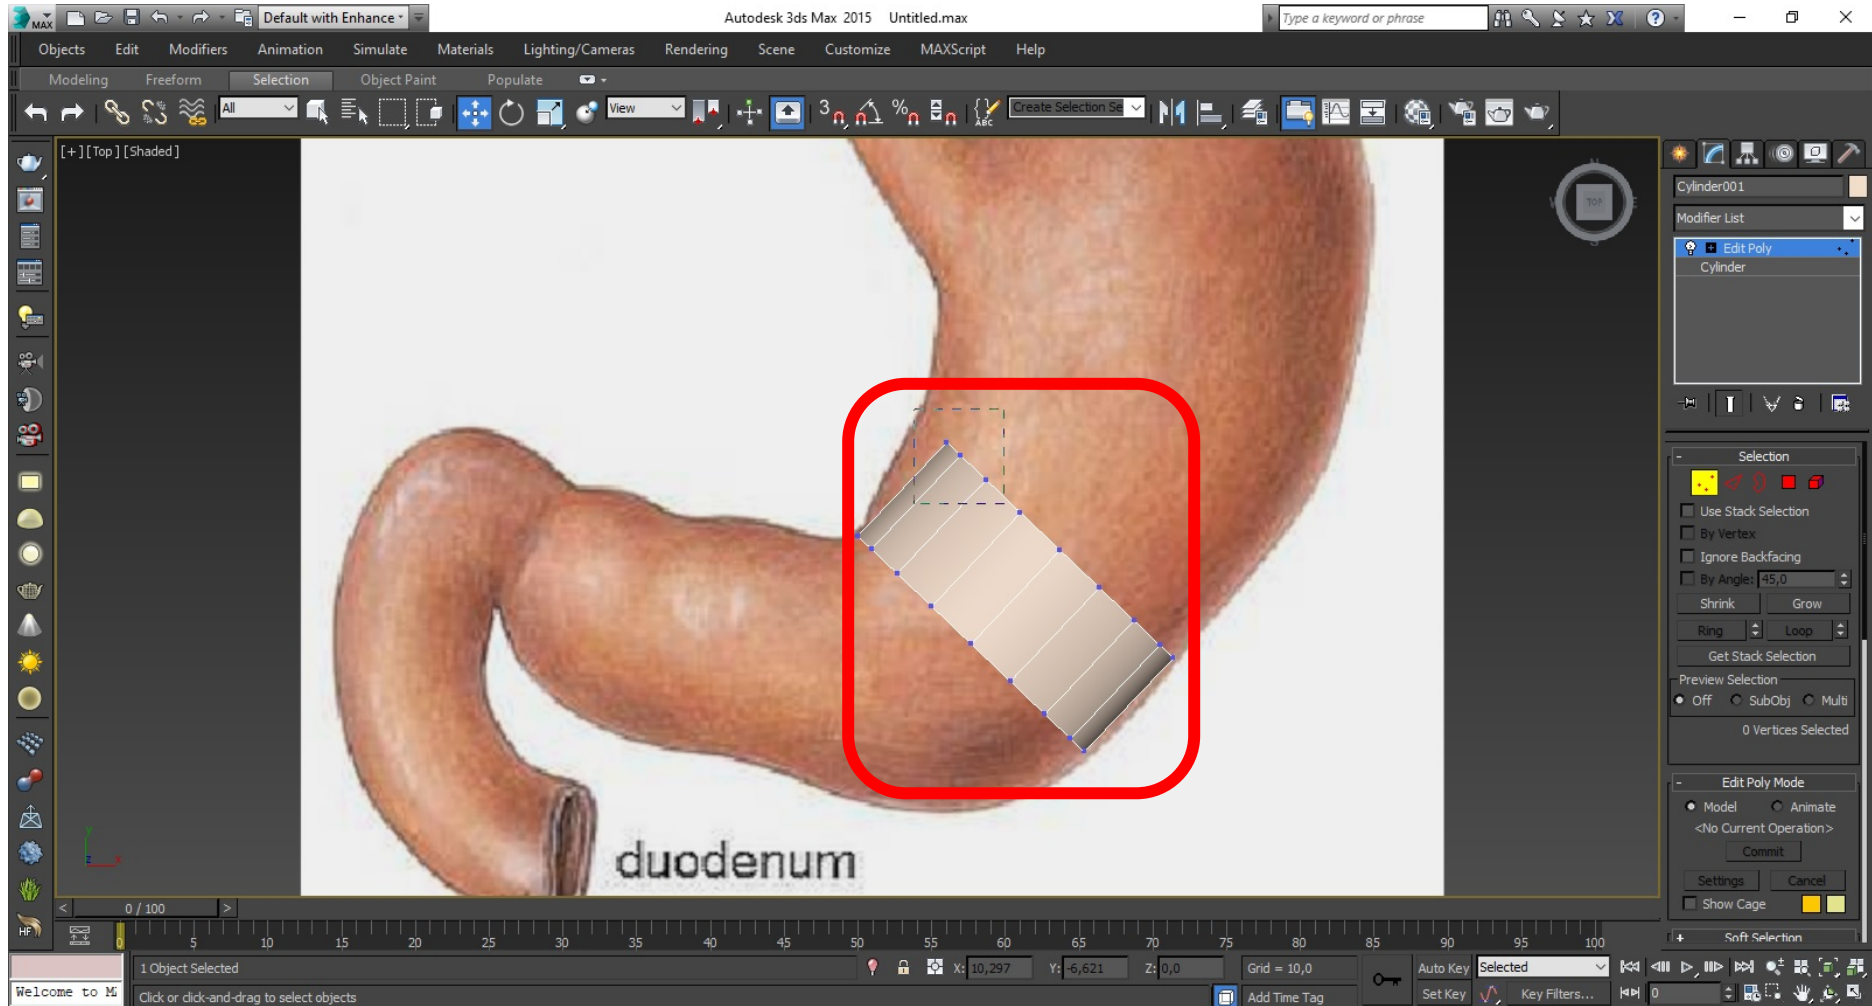 MAX Default with Enhance Autodesk 3ds Max 2015 Untitled.max Type a keyword or phrase
Objects Edit Modifiers Animation Simulate Materials Lighting/Cameras Rendering Scene Customize MAXScript Help
Modeling Freeform Selection Object Paint Populate
All View 3 % ABC Create Selection Se
[+][Top][Shaded]
TOP
Cylinder001
Modifier List
Edit Poly
Cylinder
Selection
Use Stack Selection
By Vertex
Ignore Backfacing
By Angle: 45,0
Shrink Grow
Ring Loop
Get Stack Selection
Preview Selection
Off SubObj Multi
0 Vertices Selected
Edit Poly Mode
Model Animate
<No Current Operation>
Commit
Settings Cancel
Show Cage
Soft Selection
duodenum
y
z x
HF
< 0 / 100 >
0 5 10 15 20 25 30 35 40 45 50 55 60 65 70 75 80 85 90 95 100
1 Object Selected X: 10,297 Y: -6,621 Z: 0,0 Grid = 10,0 Auto Key Selected
Welcome to M Click or click-and-drag to select objects Add Time Tag Set Key Key Filters... 0